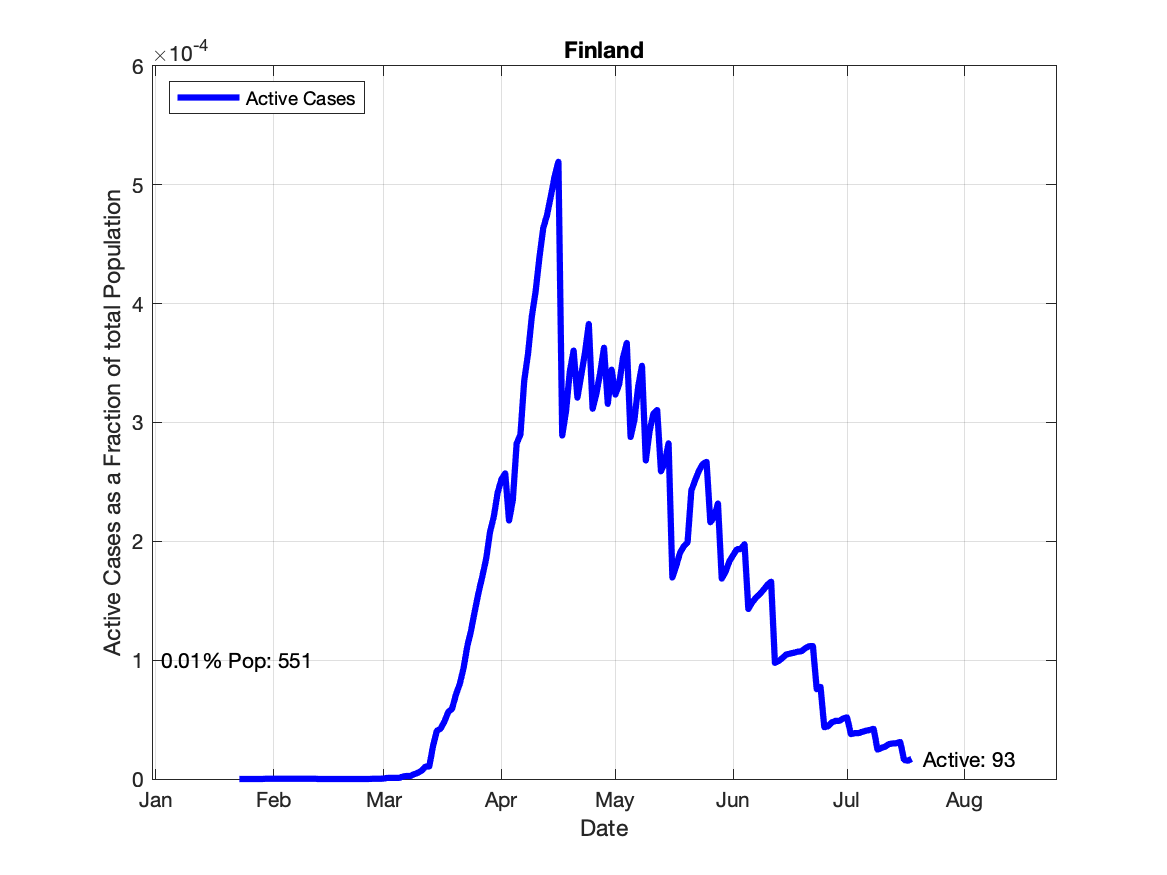 Finland
×10⁻⁴
Active Cases
6
5
4
3
2
1
0
Active Cases as a Fraction of total Population
0.01% Pop: 551
Active: 93
Jan Feb Mar Apr May Jun Jul Aug
Date